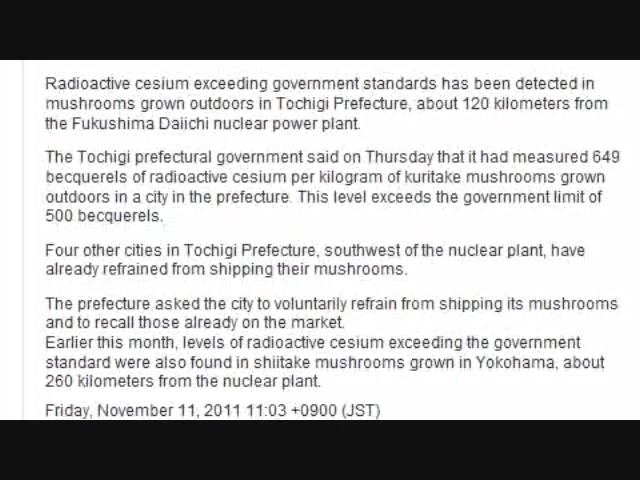 Radioactive cesium exceeding government standards has been detected in
mushrooms grown outdoors in Tochigi Prefecture, about 120 kilometers from
the Fukushima Daiichi nuclear power plant.
The Tochigi prefectural government said on Thursday that it had measured 649
becquerels of radioactive cesium per kilogram of kuritake mushrooms grown
outdoors in a city in the prefecture. This level exceeds the government limit of
500 becquerels.
Four other cities in Tochigi Prefecture, southwest of the nuclear plant, have
already refrained from shipping their mushrooms.
The prefecture asked the city to voluntarily refrain from shipping its mushrooms
and to recall those already on the market.
Earlier this month, levels of radioactive cesium exceeding the government
standard were also found in shiitake mushrooms grown in Yokohama, about
260 kilometers from the nuclear plant.
Friday, November 11, 2011 11:03 +0900 (JST)